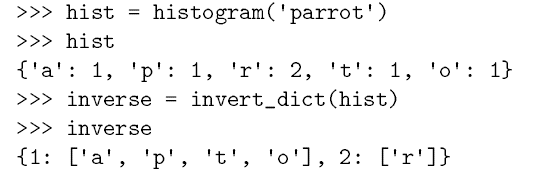 >>> hist = histogram('parrot')
>>> hist
{'a': 1, 'p': 1, 'r': 2, 't': 1, 'o': 1}
>>> inverse = invert_dict(hist)
>>> inverse
{1: ['a', 'p', 't', 'o'], 2: ['r']}